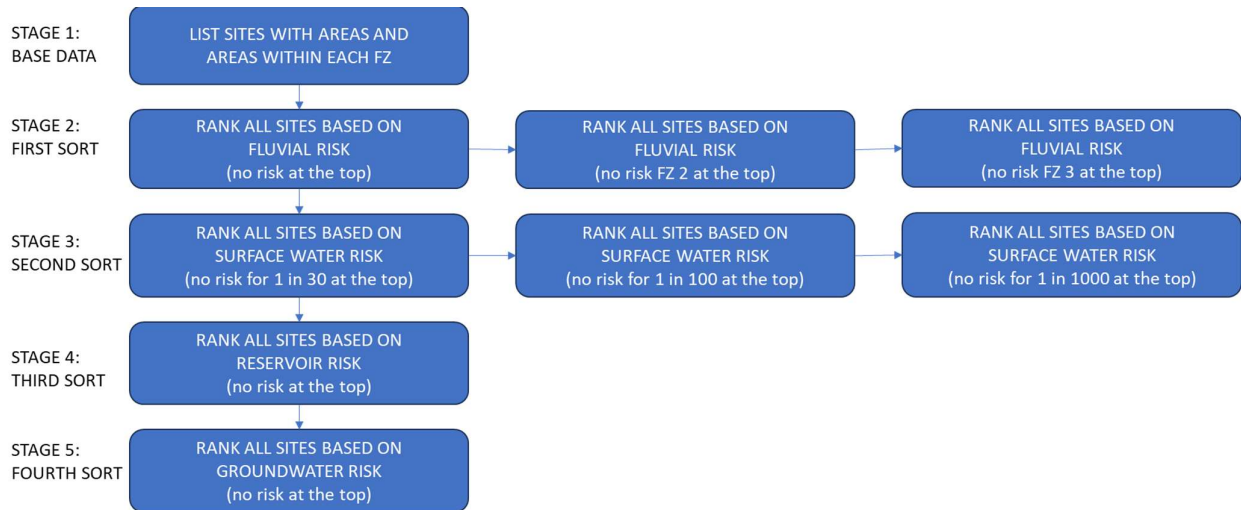 STAGE 1:
BASE DATA
LIST SITES WITH AREAS AND
AREAS WITHIN EACH FZ
STAGE 2:
FIRST SORT
RANK ALL SITES BASED ON
FLUVIAL RISK
(no risk at the top)
RANK ALL SITES BASED ON
FLUVIAL RISK
(no risk FZ 2 at the top)
RANK ALL SITES BASED ON
FLUVIAL RISK
(no risk FZ 3 at the top)
STAGE 3:
SECOND SORT
RANK ALL SITES BASED ON
SURFACE WATER RISK
(no risk for 1 in 30 at the top)
RANK ALL SITES BASED ON
SURFACE WATER RISK
(no risk for 1 in 100 at the top)
RANK ALL SITES BASED ON
SURFACE WATER RISK
(no risk for 1 in 1000 at the top)
STAGE 4:
THIRD SORT
RANK ALL SITES BASED ON
RESERVOIR RISK
(no risk at the top)
STAGE 5:
FOURTH SORT
RANK ALL SITES BASED ON
GROUNDWATER RISK
(no risk at the top)